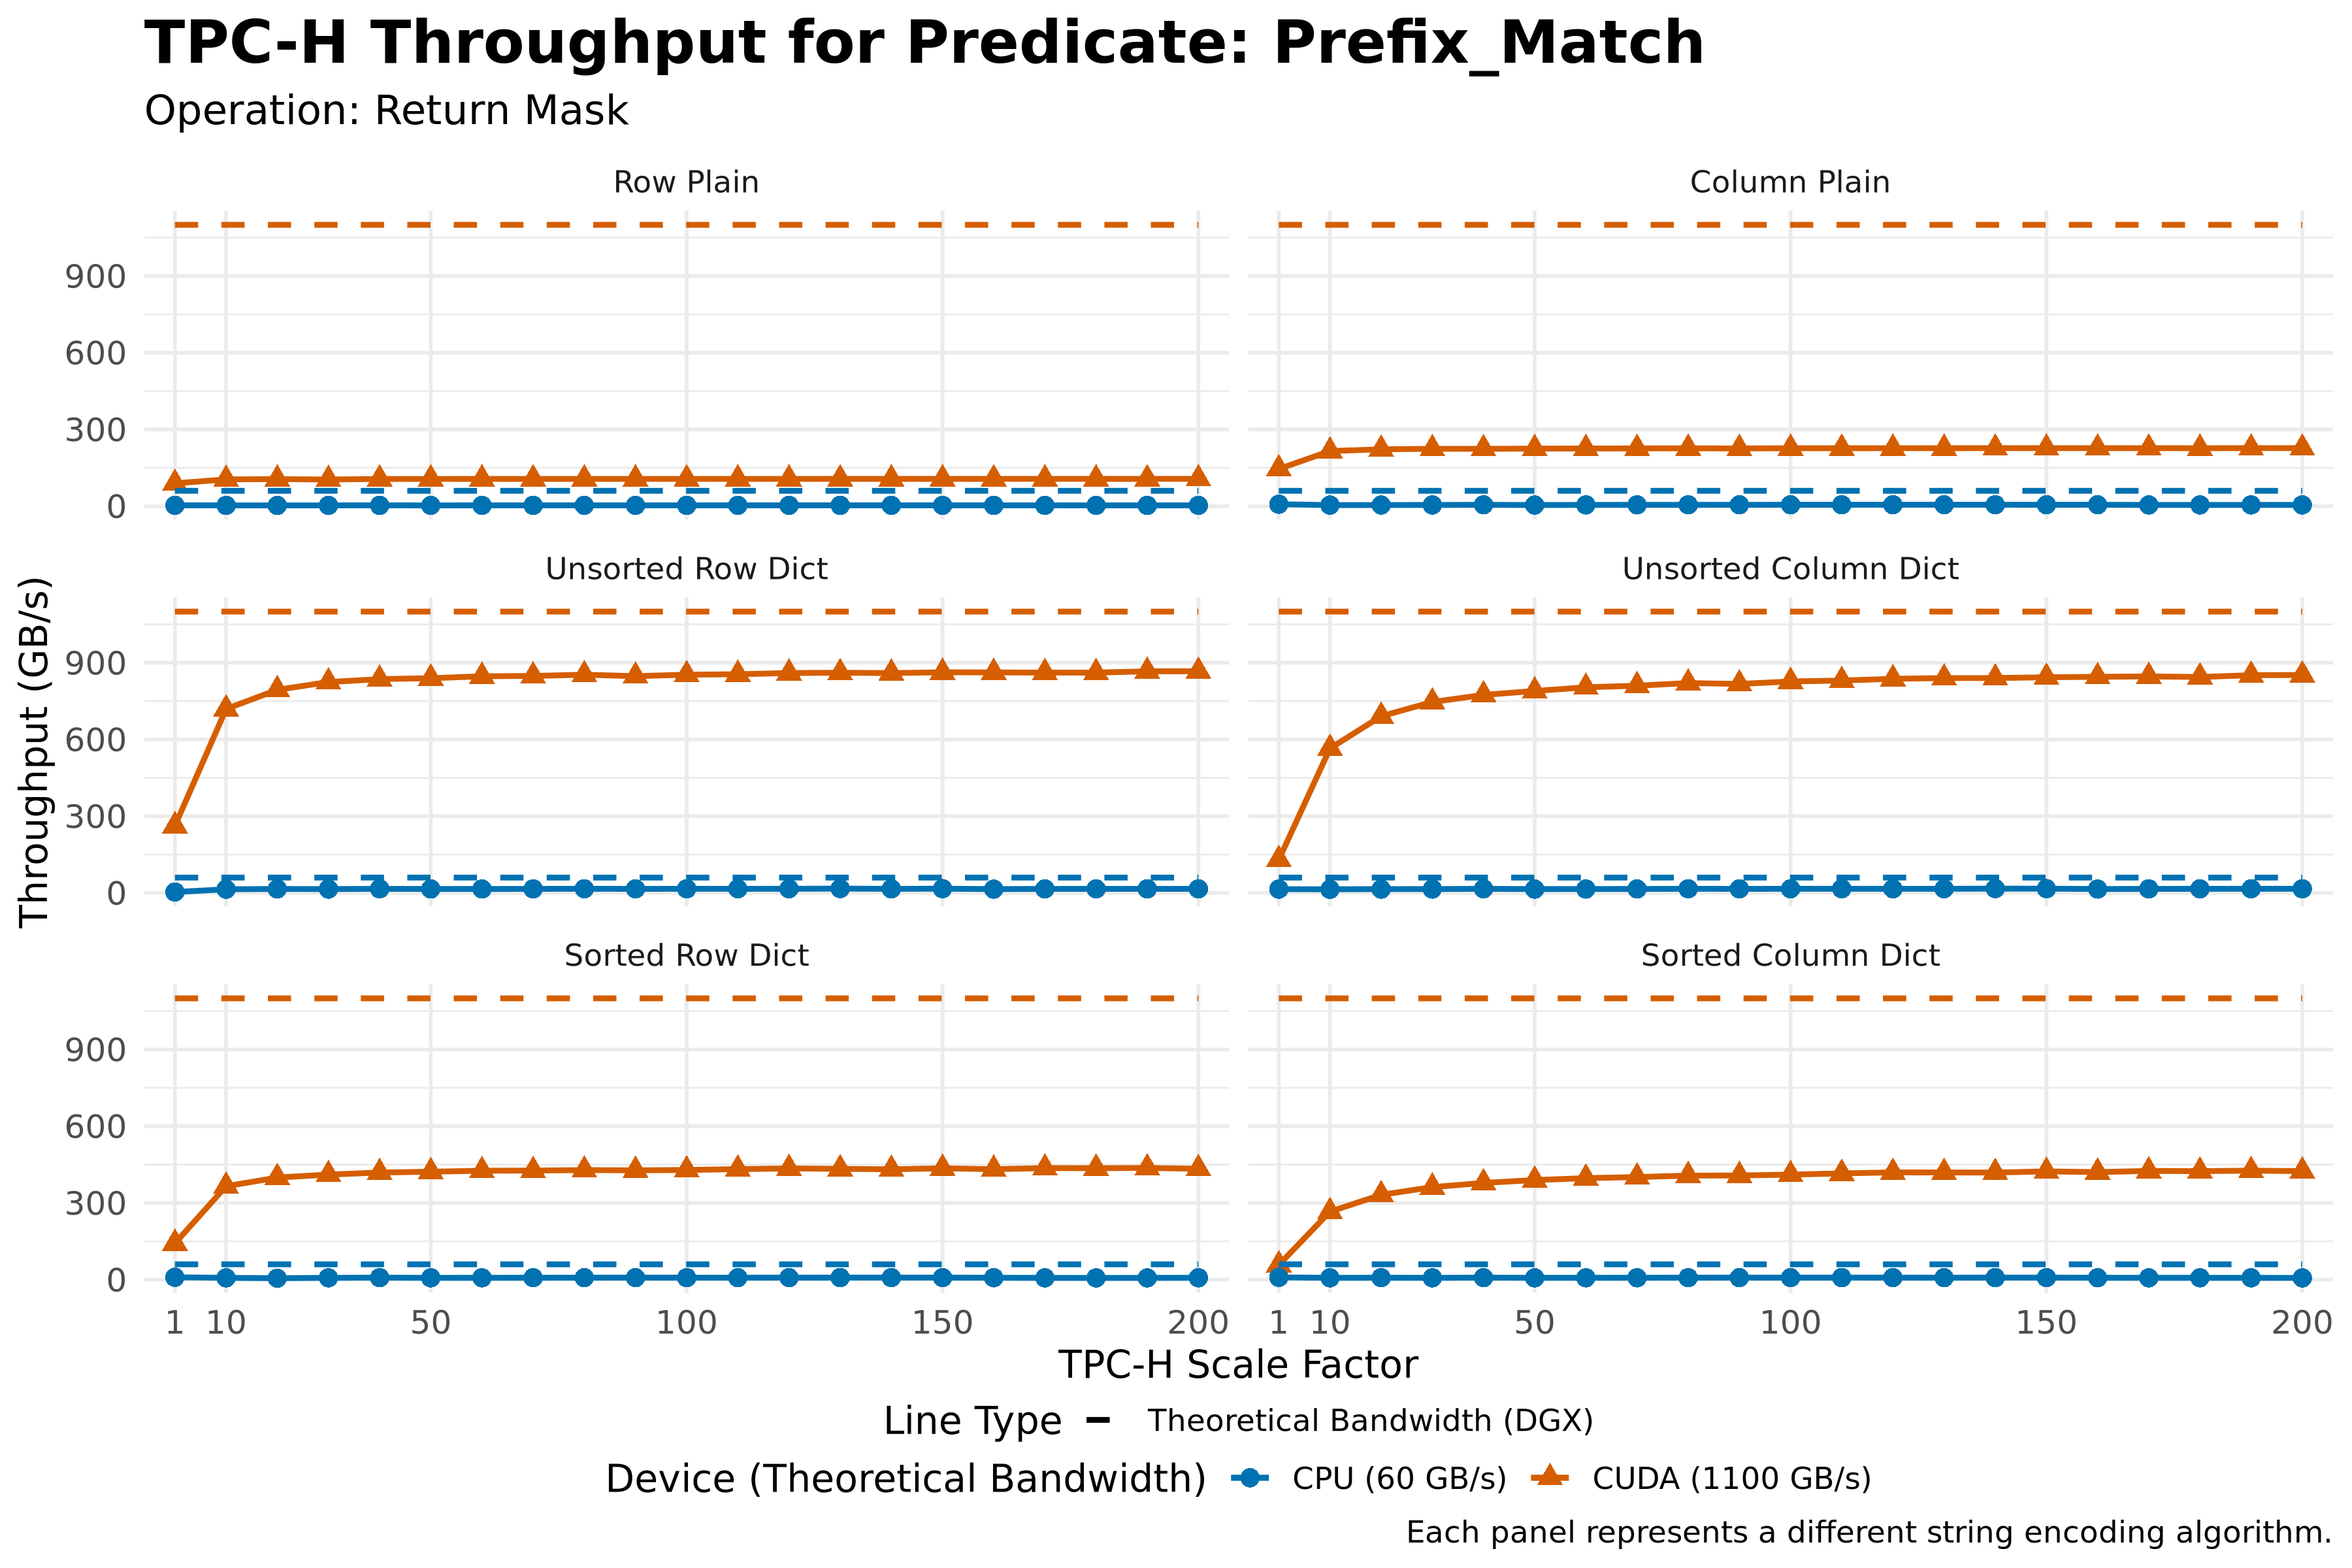 TPC-H Throughput for Predicate: Prefix_Match
Operation: Return Mask
Row Plain
Column Plain
900
600
300
0
Unsorted Row Dict
Unsorted Column Dict
900
600
300
0
Throughput (GB/s)
Sorted Row Dict
Sorted Column Dict
900
600
300
0
1 10 50 100 150 200
1 10 50 100 150 200
TPC-H Scale Factor
Line Type Theoretical Bandwidth (DGX)
Device (Theoretical Bandwidth) CPU (60 GB/s) CUDA (1100 GB/s)
Each panel represents a different string encoding algorithm.